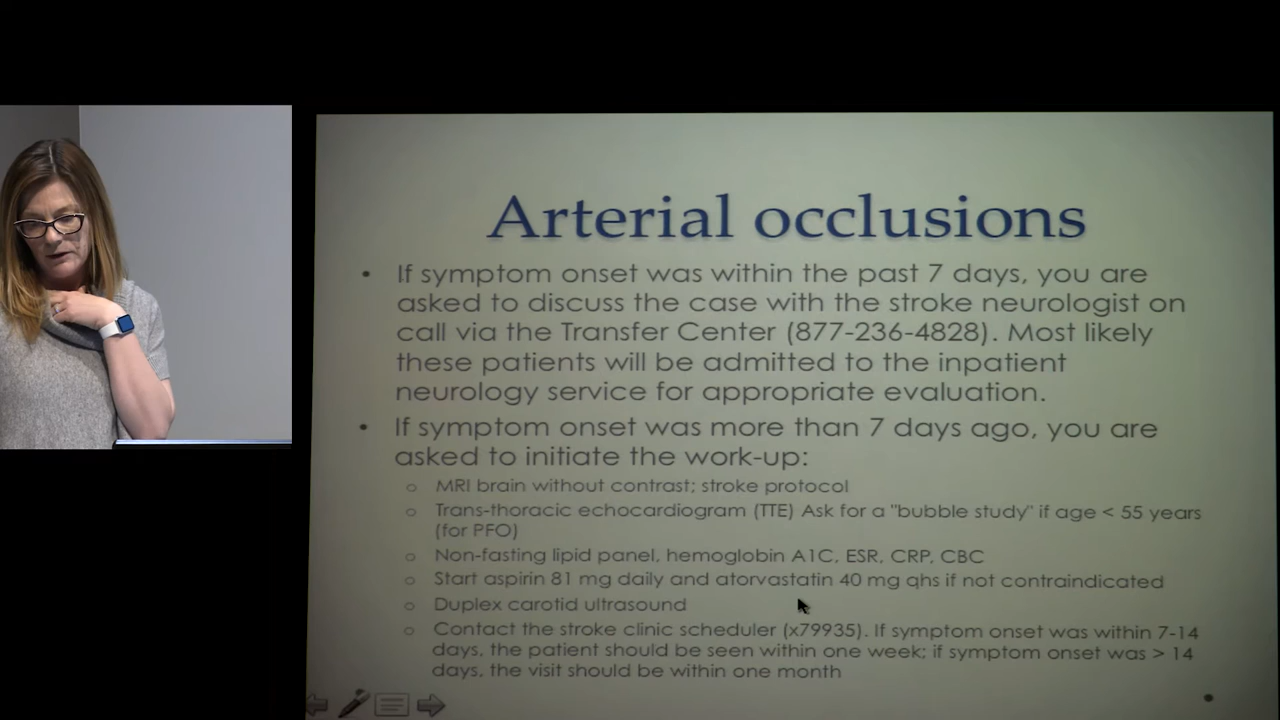 Arterial occlusions
• If symptom onset was within the past 7 days, you are
asked to discuss the case with the stroke neurologist on
call via the Transfer Center (877-236-4828). Most likely
these patients will be admitted to the inpatient
neurology service for appropriate evaluation.
• If symptom onset was more than 7 days ago, you are
asked to initiate the work-up:
o MRI brain without contrast; stroke protocol
o Trans-thoracic echocardiogram (TTE) Ask for a "bubble study" if age < 55 years
(for PFO)
o Non-fasting lipid panel, hemoglobin A1C, ESR, CRP, CBC
o Start aspirin 81 mg daily and atorvastatin 40 mg qhs if not contraindicated
o Duplex carotid ultrasound
o Contact the stroke clinic scheduler (x79935). If symptom onset was within 7-14
days, the patient should be seen within one week; if symptom onset was > 14
days, the visit should be within one month